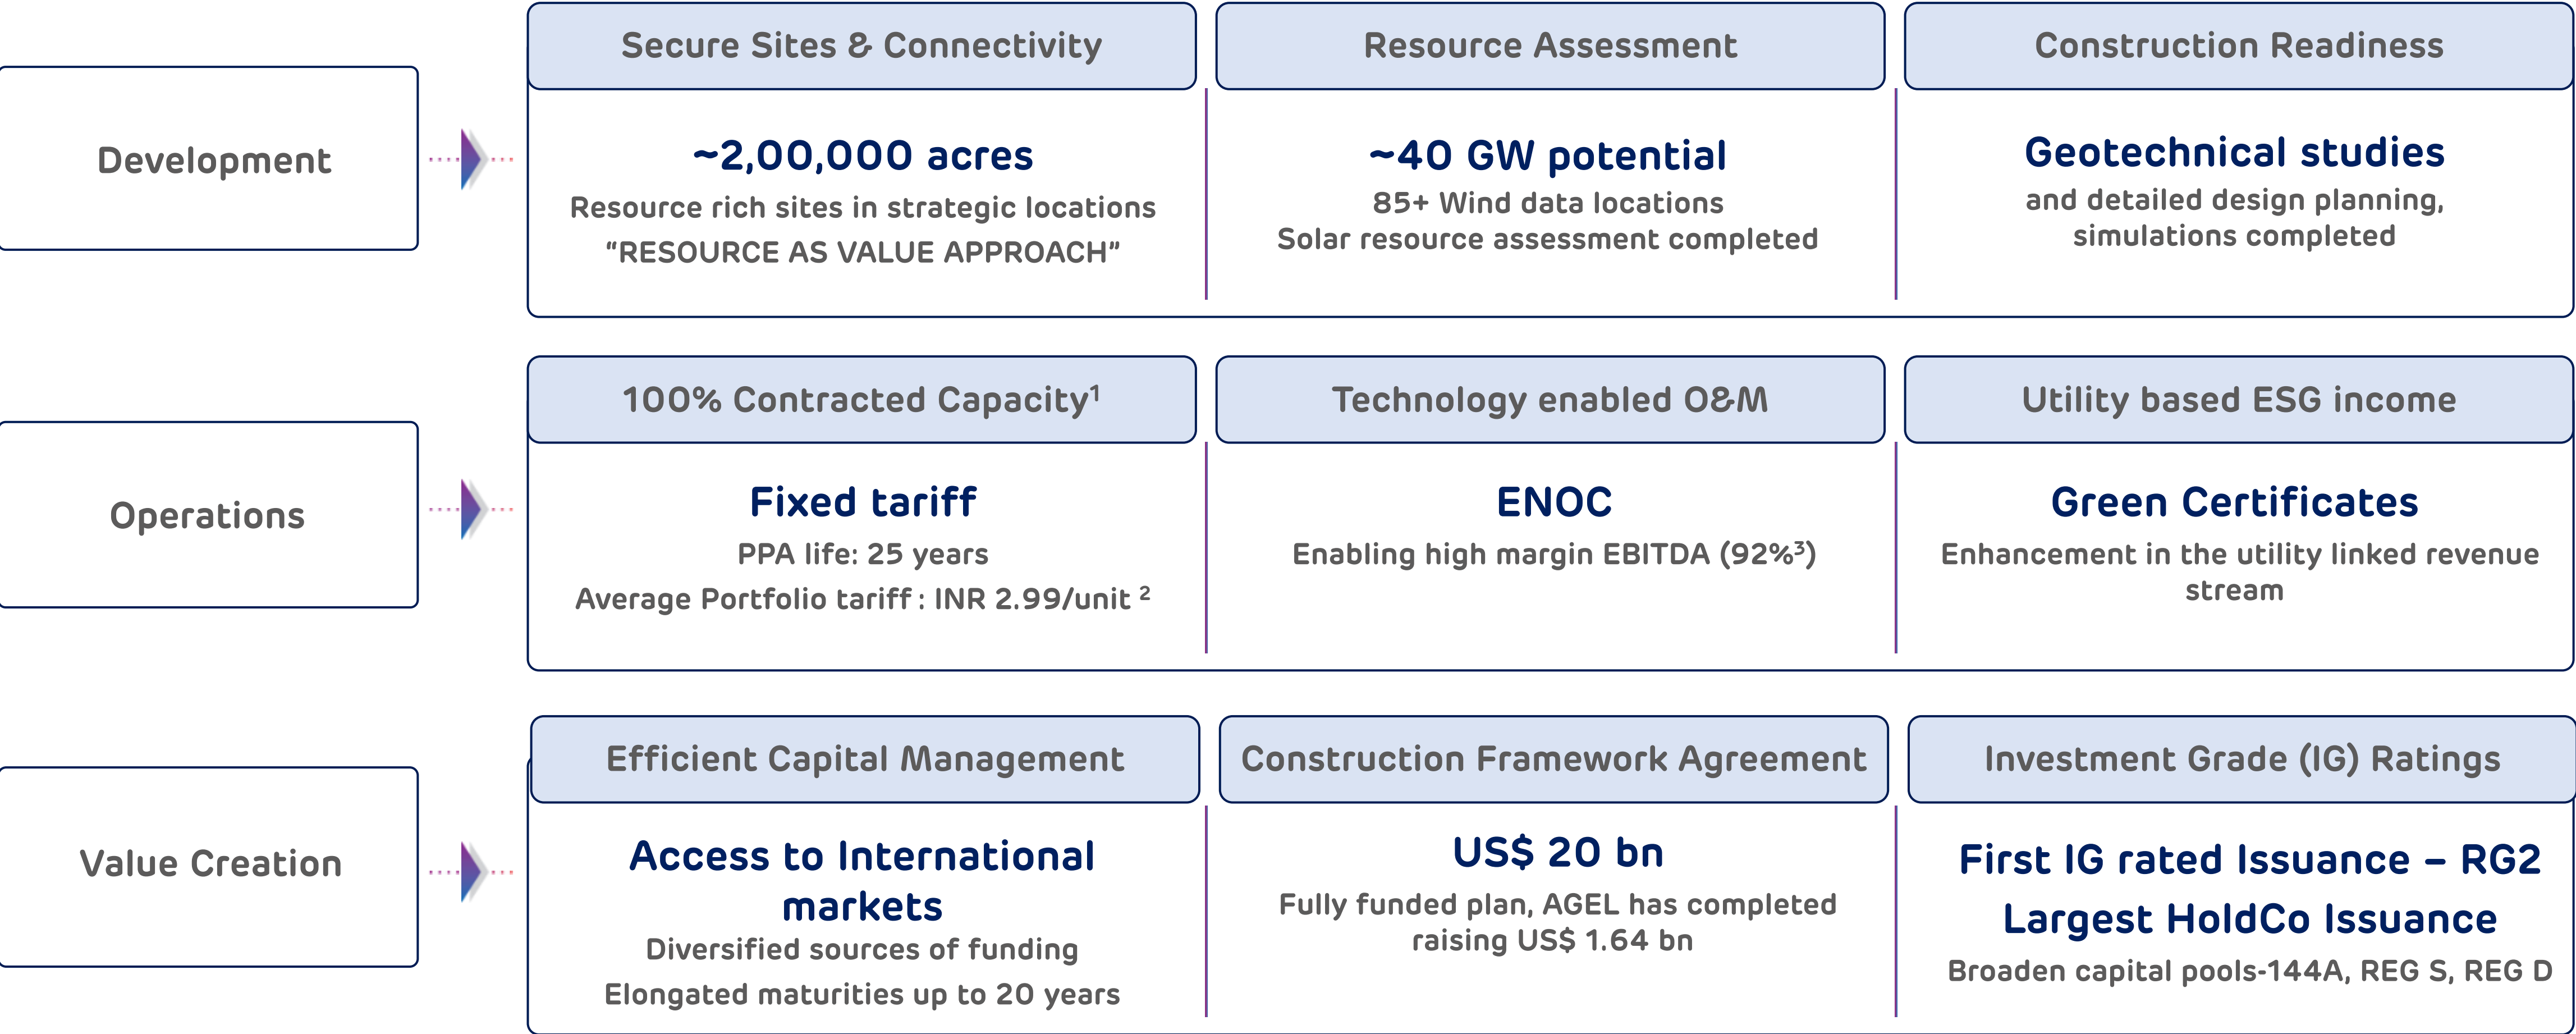 Development
Secure Sites & Connectivity
~2,00,000 acres
Resource rich sites in strategic locations
“RESOURCE AS VALUE APPROACH”
Resource Assessment
~40 GW potential
85+ Wind data locations
Solar resource assessment completed
Construction Readiness
Geotechnical studies
and detailed design planning,
simulations completed
Operations
100% Contracted Capacity¹
Fixed tariff
PPA life: 25 years
Average Portfolio tariff : INR 2.99/unit ²
Technology enabled O&M
ENOC
Enabling high margin EBITDA (92%³)
Utility based ESG income
Green Certificates
Enhancement in the utility linked revenue
stream
Value Creation
Efficient Capital Management
Access to International
markets
Diversified sources of funding
Elongated maturities up to 20 years
Construction Framework Agreement
US$ 20 bn
Fully funded plan, AGEL has completed
raising US$ 1.64 bn
Investment Grade (IG) Ratings
First IG rated Issuance – RG2
Largest HoldCo Issuance
Broaden capital pools-144A, REG S, REG D